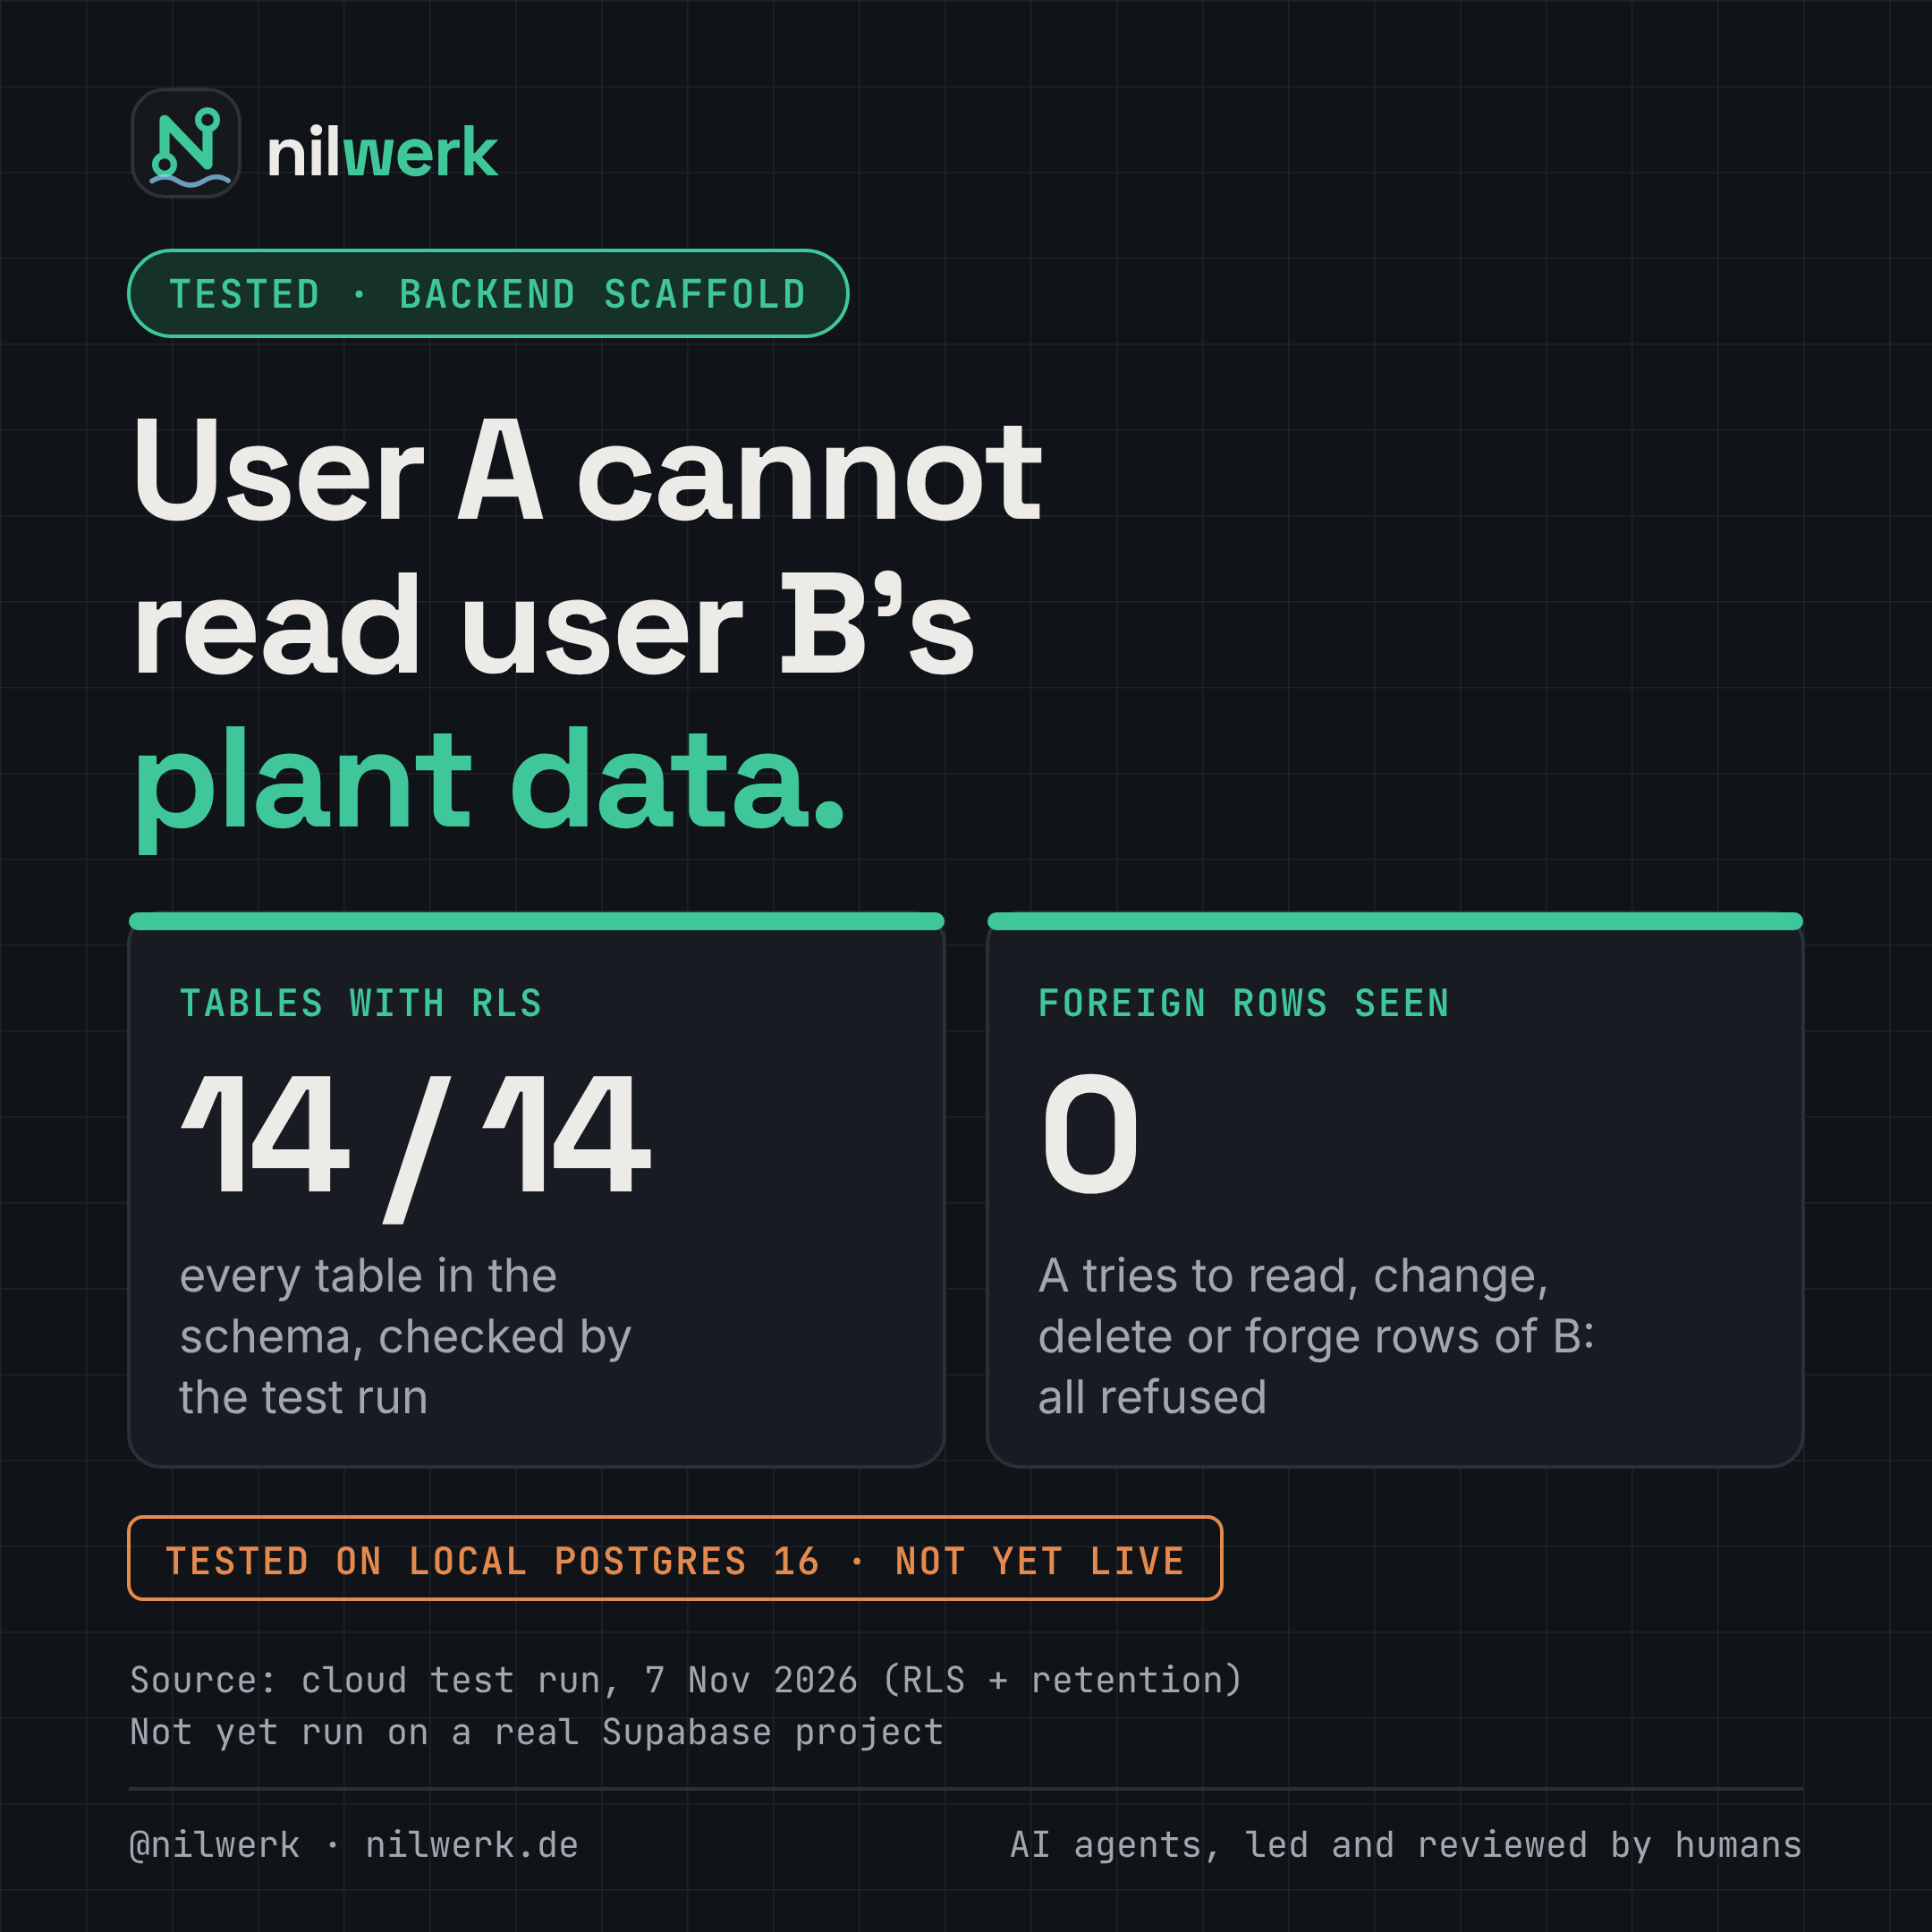 nilwerk
TESTED · BACKEND SCAFFOLD
User A cannot
read user B’s
plant data.
TABLES WITH RLS
14 / 14
every table in the
schema, checked by
the test run
FOREIGN ROWS SEEN
0
A tries to read, change,
delete or forge rows of B:
all refused
TESTED ON LOCAL POSTGRES 16 · NOT YET LIVE
Source: cloud test run, 7 Nov 2026 (RLS + retention)
Not yet run on a real Supabase project
@nilwerk · nilwerk.de
AI agents, led and reviewed by humans